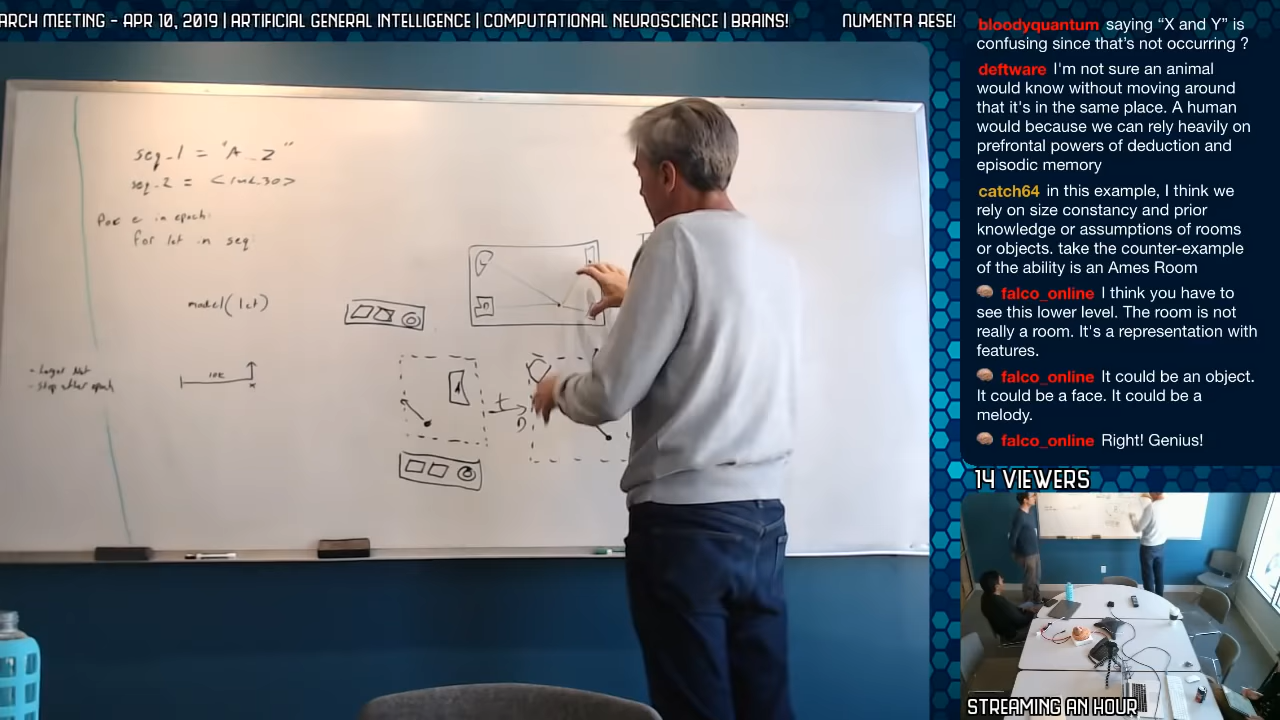 ARCH MEETING - APR 10, 2019 | ARTIFICIAL GENERAL INTELLIGENCE | COMPUTATIONAL NEUROSCIENCE | BRAINS! NUMENTA RESE
seq_1 = "A..Z"
seq_2 =
For e in epoch:
for let in seq:
model(let)
10k
- stop after epoch
t
bloodyquantum saying “X and Y” is
confusing since that’s not occurring ?
deftware I'm not sure an animal
would know without moving around
that it's in the same place. A human
would because we can rely heavily on
prefrontal powers of deduction and
episodic memory
catch64 in this example, I think we
rely on size constancy and prior
knowledge or assumptions of rooms
or objects. take the counter-example
of the ability is an Ames Room
falco_online I think you have to
see this lower level. The room is not
really a room. It's a representation with
features.
falco_online It could be an object.
It could be a face. It could be a
melody.
falco_online Right! Genius!
14 VIEWERS
STREAMING AN HOUR